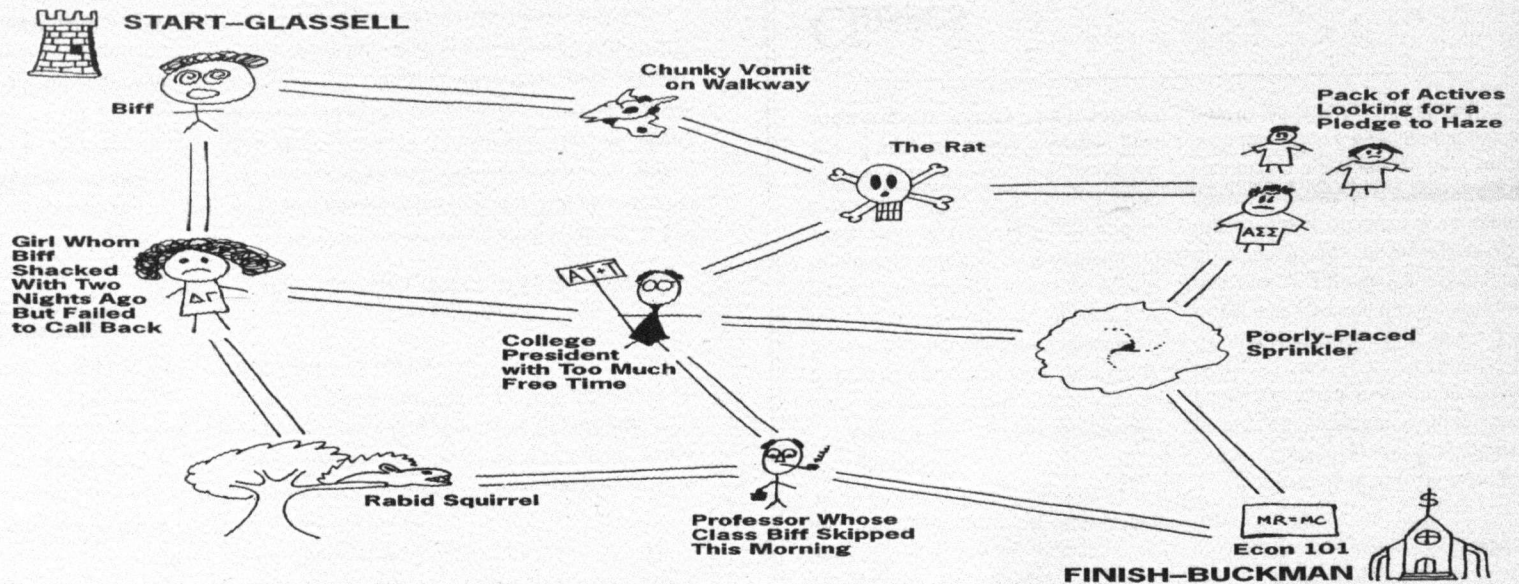 START–GLASSELL
Biff
Chunky Vomit
on Walkway
The Rat
Pack of Actives
Looking for a
Pledge to Haze
ΑΣΣ
Girl Whom
Biff
Shacked
With Two
Nights Ago
But Failed
to Call Back
ΔΓ
AT+T
College
President
with Too Much
Free Time
Poorly-Placed
Sprinkler
Rabid Squirrel
Professor Whose
Class Biff Skipped
This Morning
MR=MC
Econ 101
$
FINISH–BUCKMAN